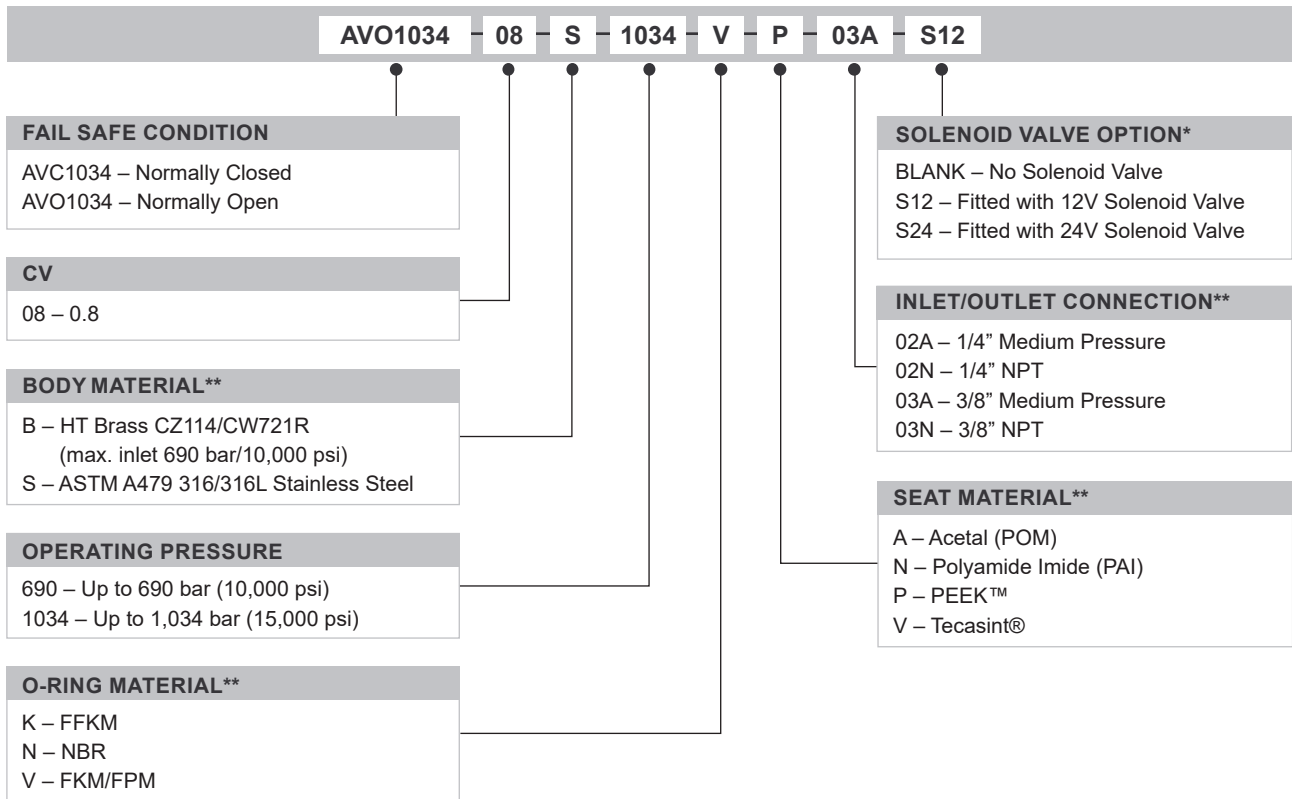 AVO1034 - 08 - S - 1034 - V - P - 03A - S12
FAIL SAFE CONDITION
AVC1034 – Normally Closed
AVO1034 – Normally Open
CV
08 – 0.8
BODY MATERIAL**
B – HT Brass CZ114/CW721R
(max. inlet 690 bar/10,000 psi)
S – ASTM A479 316/316L Stainless Steel
OPERATING PRESSURE
690 – Up to 690 bar (10,000 psi)
1034 – Up to 1,034 bar (15,000 psi)
O-RING MATERIAL**
K – FFKM
N – NBR
V – FKM/FPM
SOLENOID VALVE OPTION*
BLANK – No Solenoid Valve
S12 – Fitted with 12V Solenoid Valve
S24 – Fitted with 24V Solenoid Valve
INLET/OUTLET CONNECTION**
02A – 1/4” Medium Pressure
02N – 1/4” NPT
03A – 3/8” Medium Pressure
03N – 3/8” NPT
SEAT MATERIAL**
A – Acetal (POM)
N – Polyamide Imide (PAI)
P – PEEK™
V – Tecasint®